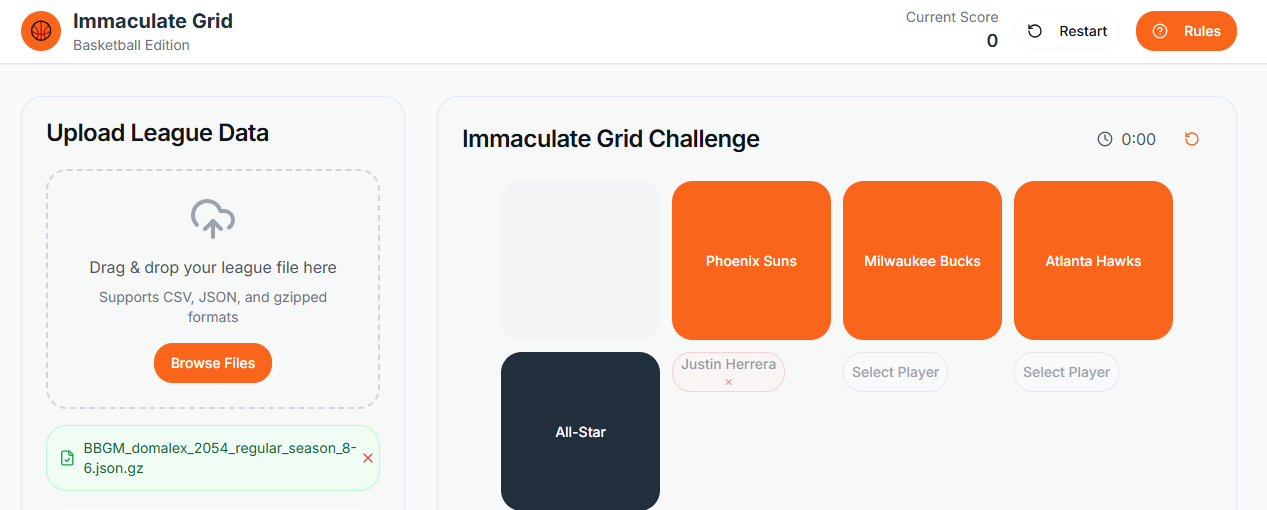 Immaculate Grid
Basketball Edition
Current Score
0
Restart
Rules
Upload League Data
Drag & drop your league file here
Supports CSV, JSON, and gzipped
formats
Browse Files
BBGM_domalex_2054_regular_season_8-
6.json.gz
Immaculate Grid Challenge
0:00
Phoenix Suns
Milwaukee Bucks
Atlanta Hawks
All-Star
Justin Herrera
×
Select Player
Select Player